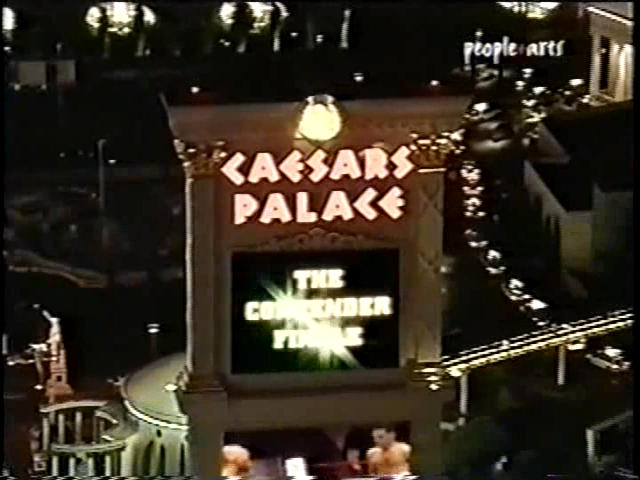 people+arts
CAESARS
PALACE
THE
CONTENDER
FINALE